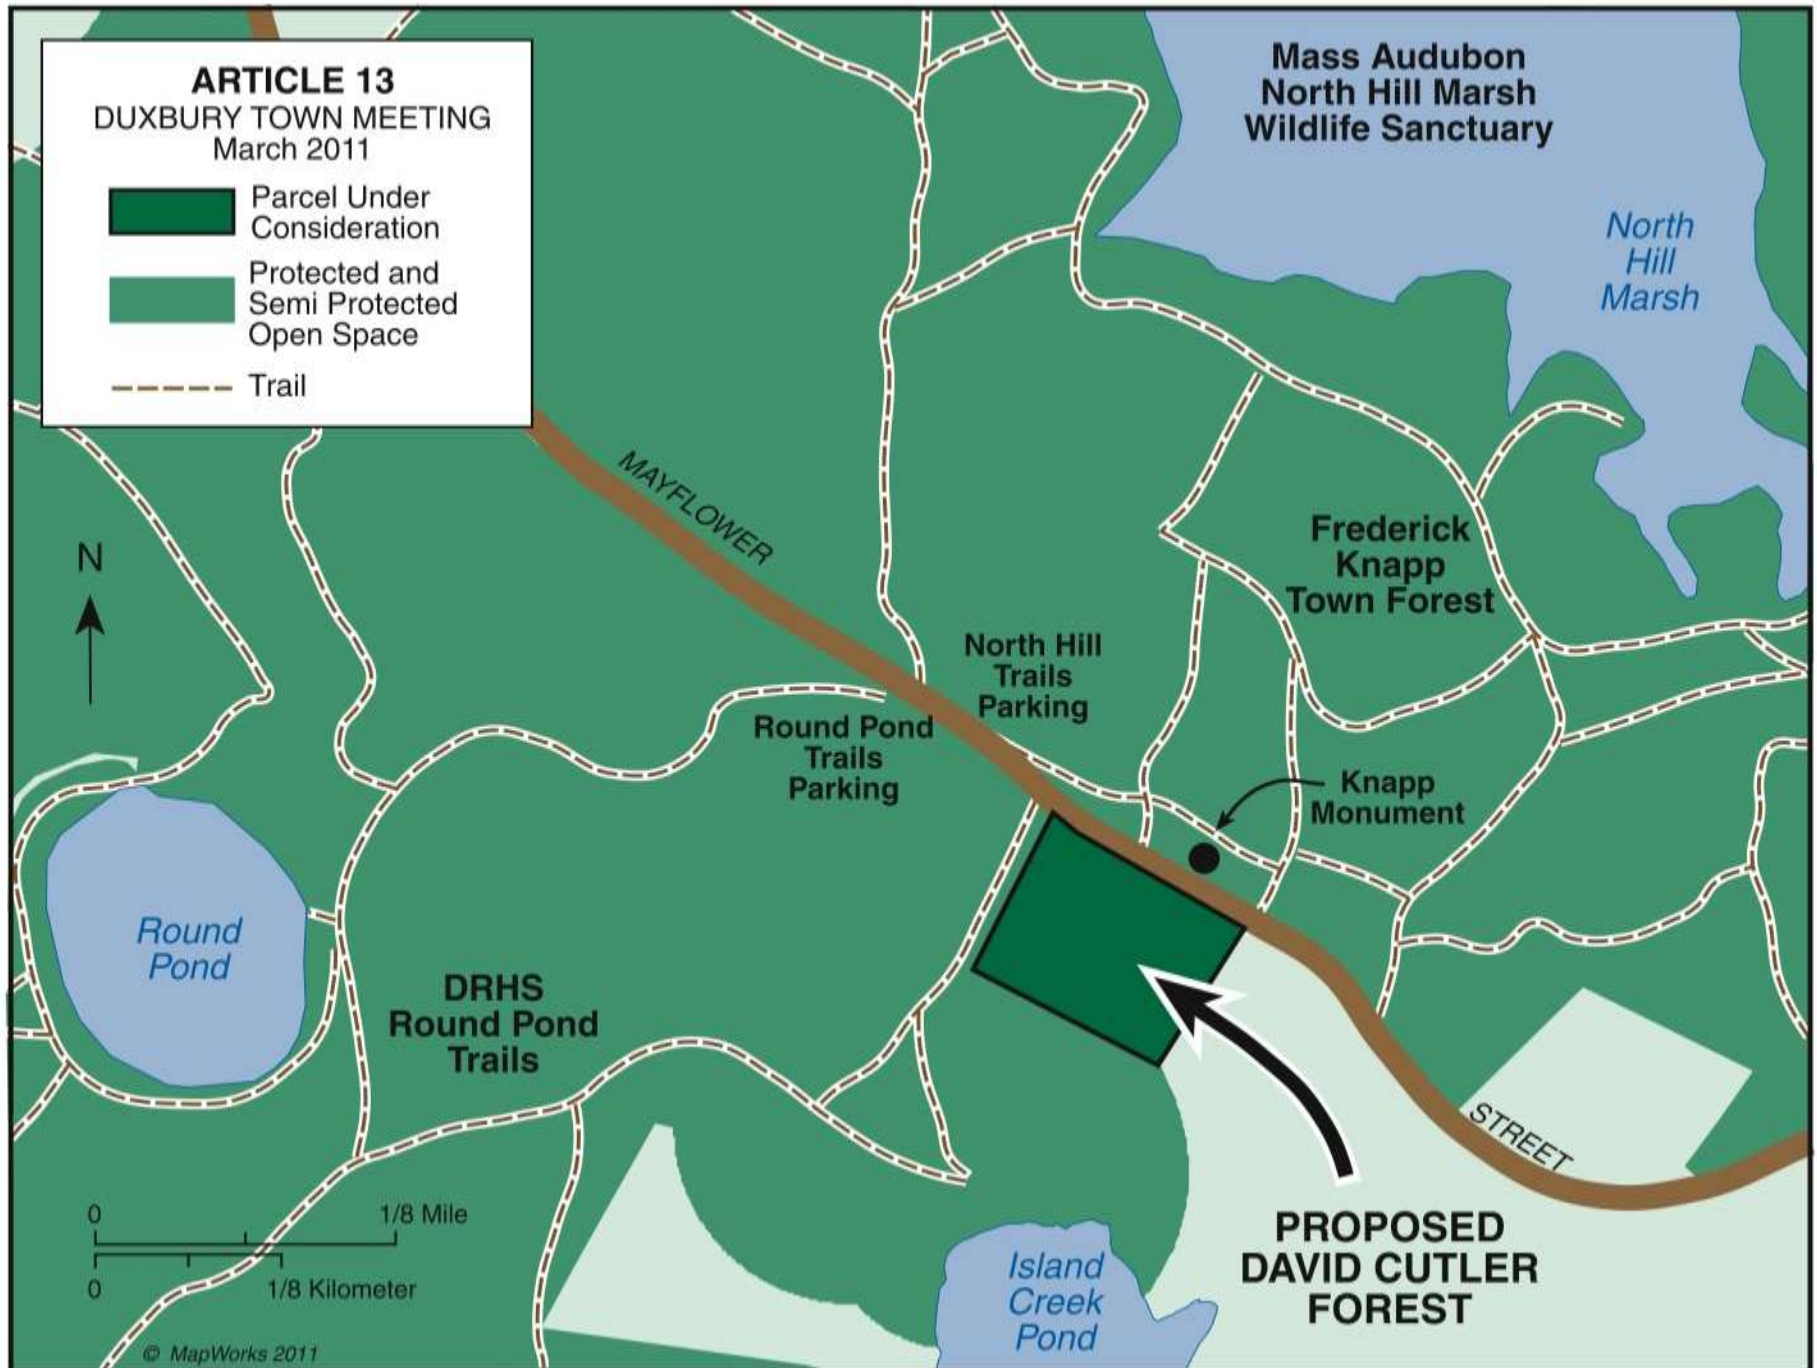 ARTICLE 13
DUXBURY TOWN MEETING
March 2011
Parcel Under
Consideration
Protected and
Semi Protected
Open Space
Trail
Mass Audubon
North Hill Marsh
Wildlife Sanctuary
North
Hill
Marsh
MAYFLOWER
N
Frederick
Knapp
Town Forest
North Hill
Trails
Parking
Round Pond
Trails
Parking
Knapp
Monument
Round
Pond
DRHS
Round Pond
Trails
STREET
PROPOSED
DAVID CUTLER
FOREST
Island
Creek
Pond
0 1/8 Mile
0 1/8 Kilometer
© MapWorks 2011